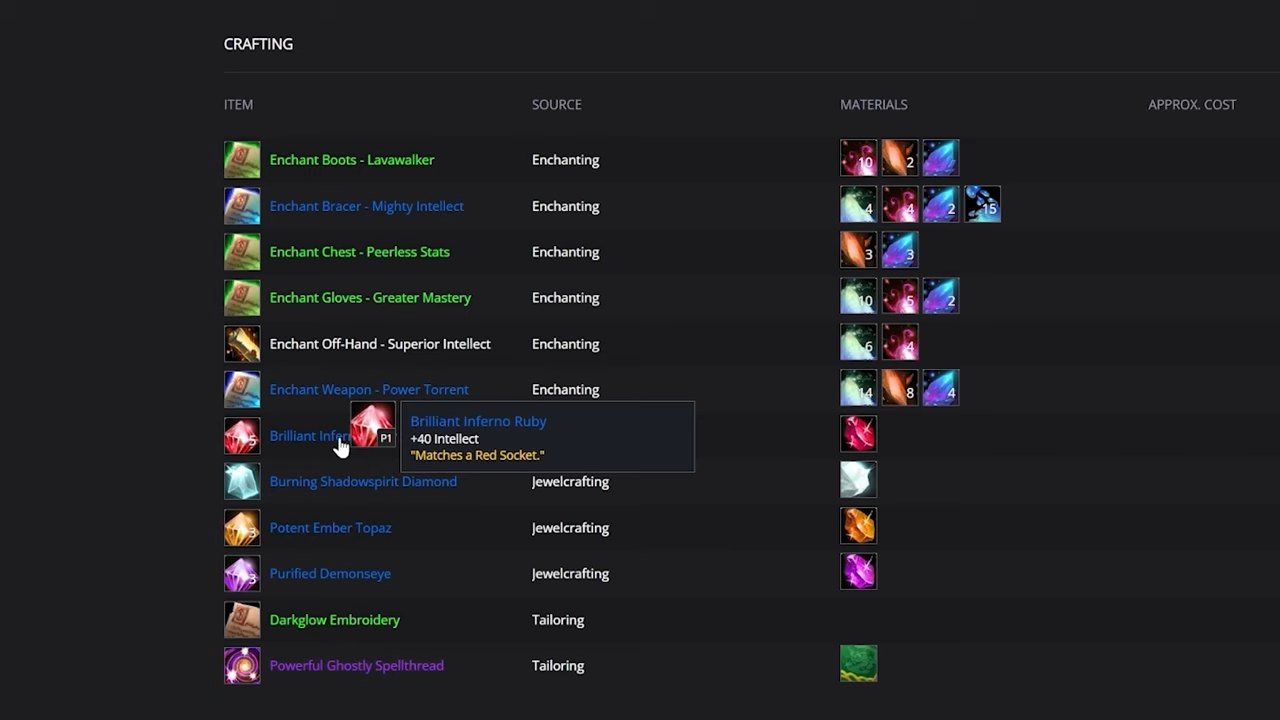 CRAFTING
ITEM SOURCE MATERIALS APPROX. COST
Enchant Boots - Lavawalker Enchanting 10 2
Enchant Bracer - Mighty Intellect Enchanting 4 4 2 15
Enchant Chest - Peerless Stats Enchanting 3 3
Enchant Gloves - Greater Mastery Enchanting 10 5 2
Enchant Off-Hand - Superior Intellect Enchanting 6 4
Enchant Weapon - Power Torrent Enchanting 14 8 4
5 Brilliant P1 Brilliant Inferno Ruby
+40 Intellect
"Matches a Red Socket."
Burning Shadowspirit Diamond Jewelcrafting
3 Potent Ember Topaz Jewelcrafting
3 Purified Demonseye Jewelcrafting
Darkglow Embroidery Tailoring
Powerful Ghostly Spellthread Tailoring